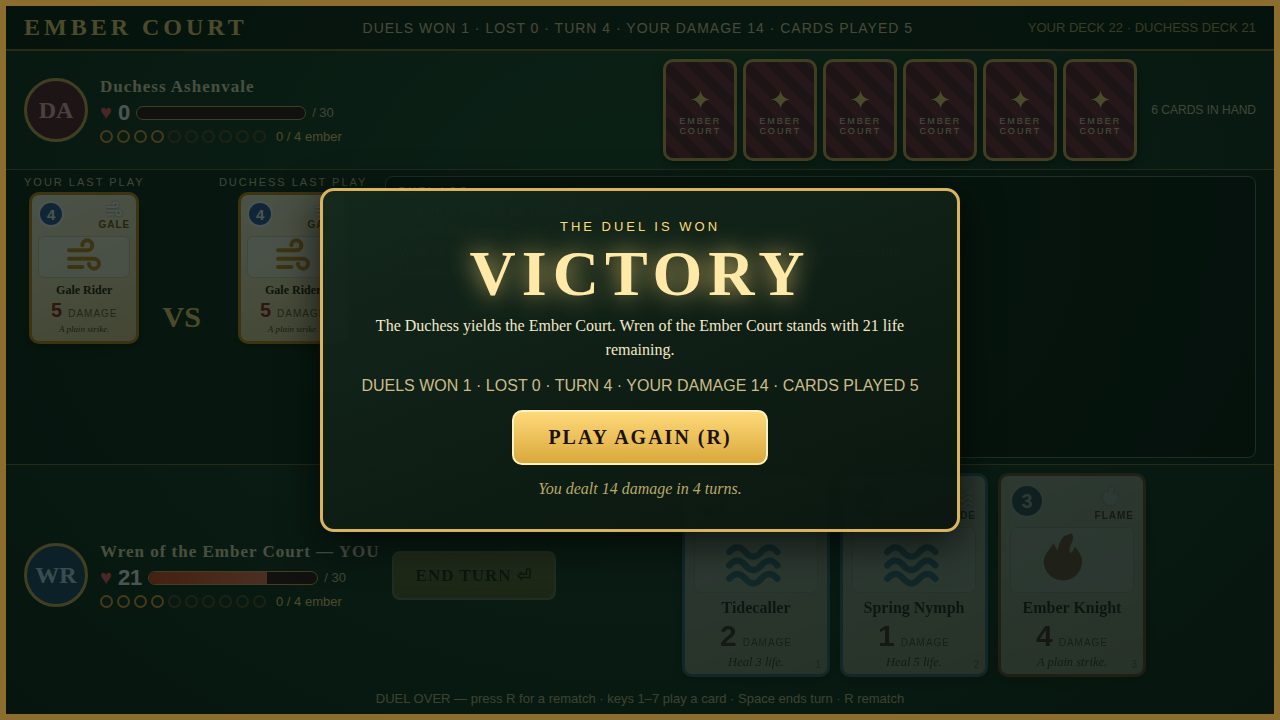 EMBER COURT
DUELS WON 1 · LOST 0 · TURN 4 · YOUR DAMAGE 14 · CARDS PLAYED 5
YOUR DECK 22 · DUCHESS DECK 21
DA
Duchess Ashenvale
♥ 0 / 30
0 / 4 ember
✦ EMBER COURT
✦ EMBER COURT
✦ EMBER COURT
✦ EMBER COURT
✦ EMBER COURT
✦ EMBER COURT
6 CARDS IN HAND
YOUR LAST PLAY
4
GALE
Gale Rider
5 DAMAGE
A plain strike.
VS
DUCHESS LAST PLAY
4
Gale Rider
5
A plain strike.
THE DUEL IS WON
VICTORY
The Duchess yields the Ember Court. Wren of the Ember Court stands with 21 life
remaining.
DUELS WON 1 · LOST 0 · TURN 4 · YOUR DAMAGE 14 · CARDS PLAYED 5
PLAY AGAIN (R)
You dealt 14 damage in 4 turns.
WR
Wren of the Ember Court — YOU
♥ 21 / 30
0 / 4 ember
END TURN ⏎
Tidecaller
2 DAMAGE
Heal 3 life.
1
Spring Nymph
1 DAMAGE
Heal 5 life.
2
3
FLAME
Ember Knight
4 DAMAGE
A plain strike.
3
DUEL OVER — press R for a rematch · keys 1–7 play a card · Space ends turn · R rematch